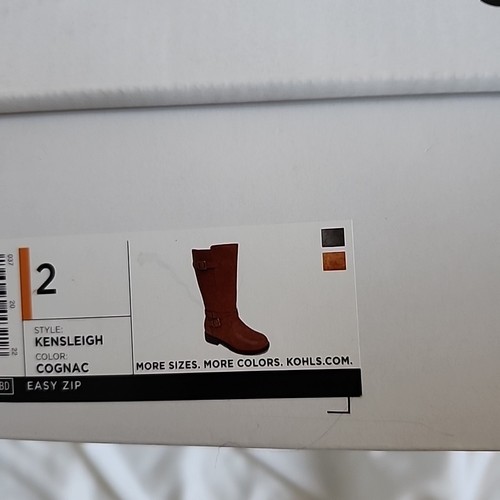 2
STYLE:
KENSLEIGH
COLOR:
COGNAC
MORE SIZES. MORE COLORS. KOHLS.COM.
EASY ZIP